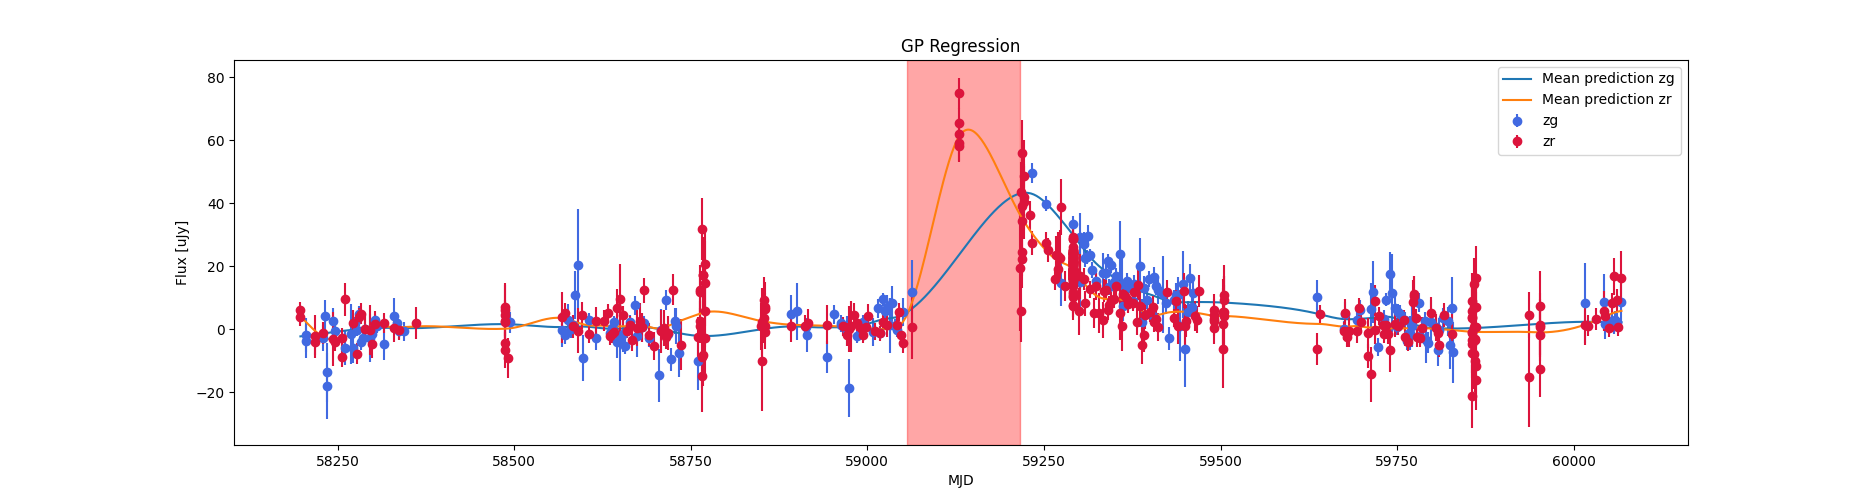 GP Regression
Flux [uJy]
80
60
40
20
0
−20
Mean prediction zg
Mean prediction zr
zg
zr
58250
58500
58750
59000
59250
59500
59750
60000
MJD